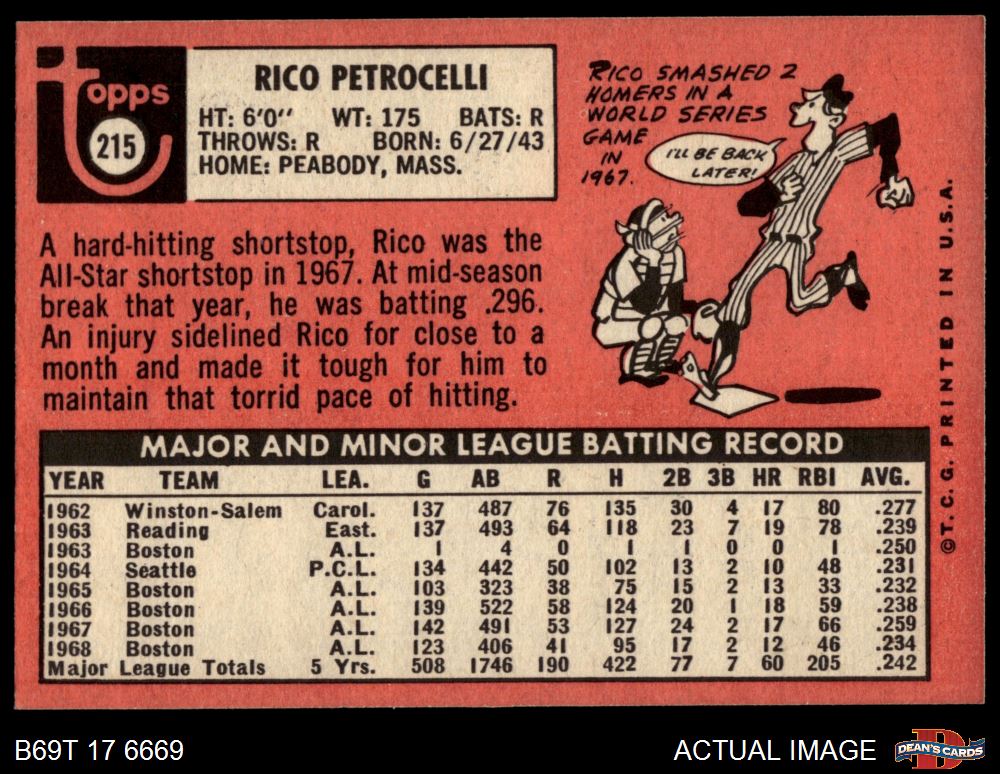 Topps
215
RICO PETROCELLI
HT: 6'0'' WT: 175 BATS: R
THROWS: R BORN: 6/27/43
HOME: PEABODY, MASS.
RICO SMASHED 2
HOMERS IN A
WORLD SERIES
GAME
IN
1967.
I'LL BE BACK
LATER!
A hard-hitting shortstop, Rico was the
All-Star shortstop in 1967. At mid-season
break that year, he was batting .296.
An injury sidelined Rico for close to a
month and made it tough for him to
maintain that torrid pace of hitting.
MAJOR AND MINOR LEAGUE BATTING RECORD
YEAR TEAM LEA. G AB R H 2B 3B HR RBI AVG.
1962 Winston-Salem Carol. 137 487 76 135 30 4 17 80 .277
1963 Reading East. 137 493 64 118 23 7 19 78 .239
1963 Boston A.L. 1 4 0 1 1 0 0 1 .250
1964 Seattle P.C.L. 134 442 50 102 13 2 10 48 .231
1965 Boston A.L. 103 323 38 75 15 2 13 33 .232
1966 Boston A.L. 139 522 58 124 20 1 18 59 .238
1967 Boston A.L. 142 491 53 127 24 2 17 66 .259
1968 Boston A.L. 123 406 41 95 17 2 12 46 .234
Major League Totals 5 Yrs. 508 1746 190 422 77 7 60 205 .242
©T. C. G. PRINTED IN U.S.A.
B69T 17 6669
ACTUAL IMAGE
DEAN'S CARDS